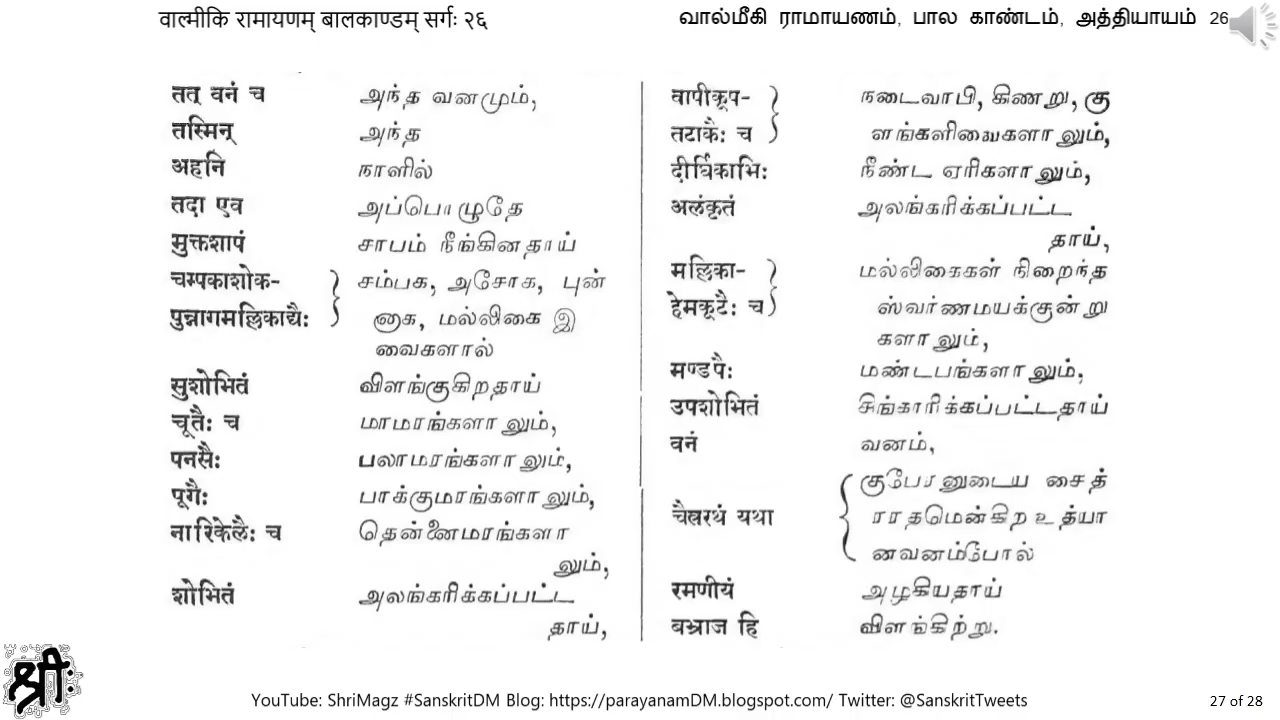 वाल्मीकि रामायणम् बालकाण्डम् सर्गः २६
வால்மீகி ராமாயணம், பால காண்டம், அத்தியாயம் 26
तत् वनं च அந்த வனமும்,
तस्मिन् அந்த
अहनि நாளில்
तदा एव அப்பொழுதே
मुक्तशापं சாபம் நீங்கினதாய்
चम्पकाशोक- சம்பக, அசோக, புன்
पुन्नागमल्लिकाद्यैः னாக, மல்லிகை இ
வைகளால்
सुशोभितं விளங்குகிறதாய்
चूतैः च மாமரங்களாலும்,
पनसैः பலாமரங்களாலும்,
पूगैः பாக்குமரங்களாலும்,
नारिकेलैः च தென்னைமரங்களா
லும்,
शोभितं அலங்கரிக்கப்பட்ட
தாய்,
वापीकूप- நடைவாபி, கிணறு, கு
तटाकैः च ளங்களிவைகளாலும்,
दीर्घिकाभिः நீண்ட ஏரிகளாலும்,
अलंकृतं அலங்கரிக்கப்பட்ட
தாய்,
मल्लिका- மல்லிகைகள் நிறைந்த
हेमकूटैः च ஸ்வர்ணமயக்குன்று
களாலும்,
मण्डपैः மண்டபங்களாலும்,
उपशोभितं சிங்காரிக்கப்பட்டதாய்
वनं வனம்,
குபேரனுடைய சைத்
चैत्ररथं यथा ரரதமென்கிற உத்யா
னவனம்போல்
रमणीयं அழகியதாய்
बभ्राज हि விளங்கிற்று.
श्रीः
YouTube: ShriMagz #SanskritDM Blog: https://parayanamDM.blogspot.com/ Twitter: @SanskritTweets
27 of 28